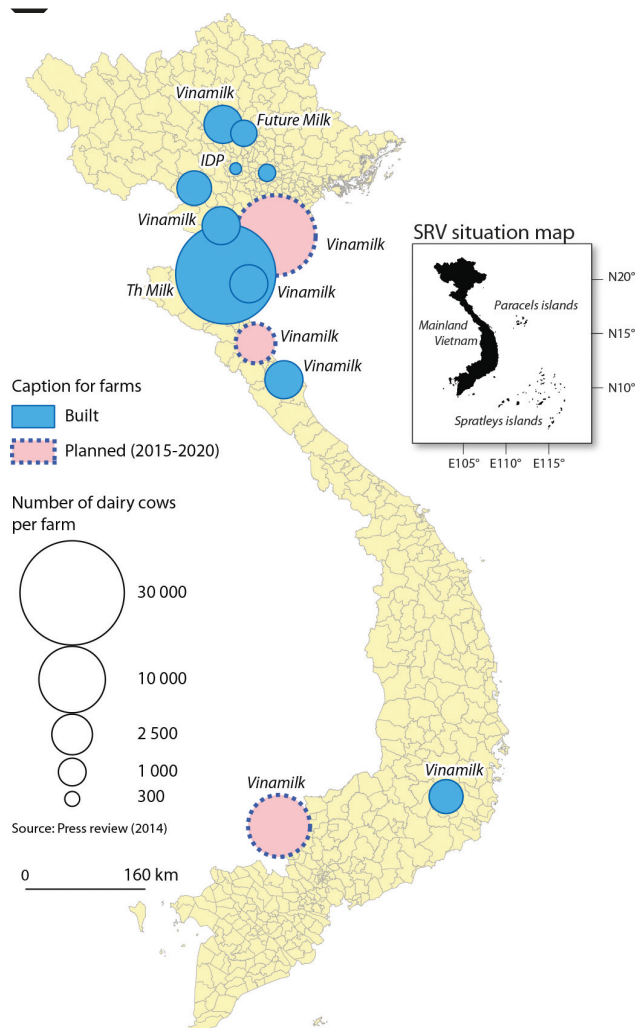 Vinamilk
Future Milk
IDP
Vinamilk
Vinamilk
Th Milk
Vinamilk
Vinamilk
Vinamilk
SRV situation map
N20°
Paracels islands
Mainland
Vietnam
N15°
N10°
Spratleys islands
E105° E110° E115°
Caption for farms
Built
Planned (2015-2020)
Number of dairy cows
per farm
30 000
10 000
2 500
1 000
300
Source: Press review (2014)
0 160 km
Vinamilk
Vinamilk